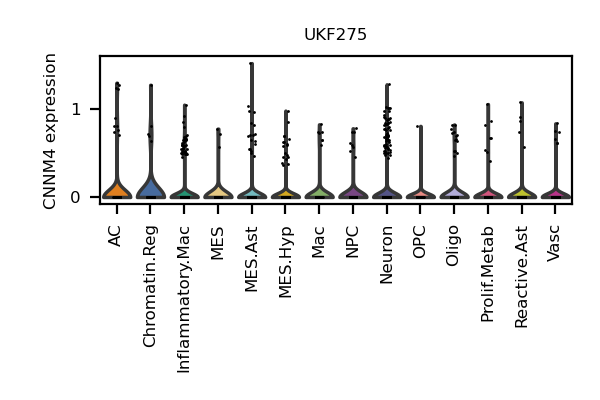 UKF275
CNNM4 expression
1
0
AC
Chromatin.Reg
Inflammatory.Mac
MES
MES.Ast
MES.Hyp
Mac
NPC
Neuron
OPC
Oligo
Prolif.Metab
Reactive.Ast
Vasc